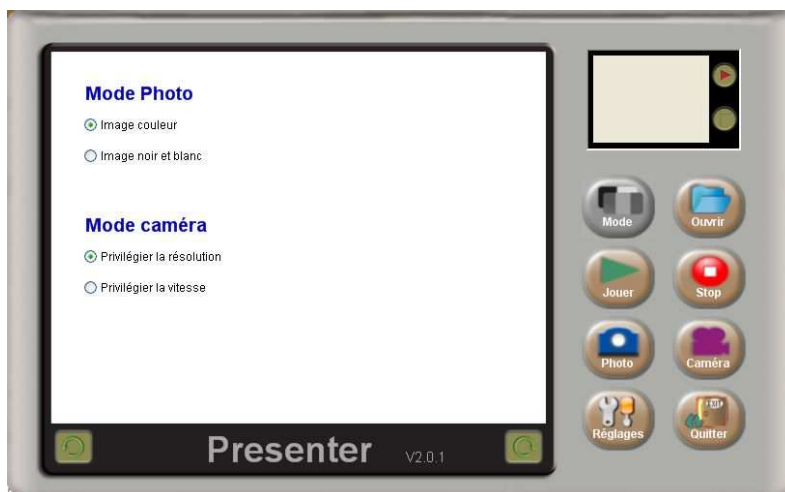 Mode Photo
Image couleur
Image noir et blanc
Mode caméra
Privilégier la résolution
Privilégier la vitesse
Presenter V2.0.1
Mode
Ouvrir
Jouer
Stop
Photo
Caméra
Réglages
EXIT
Quitter